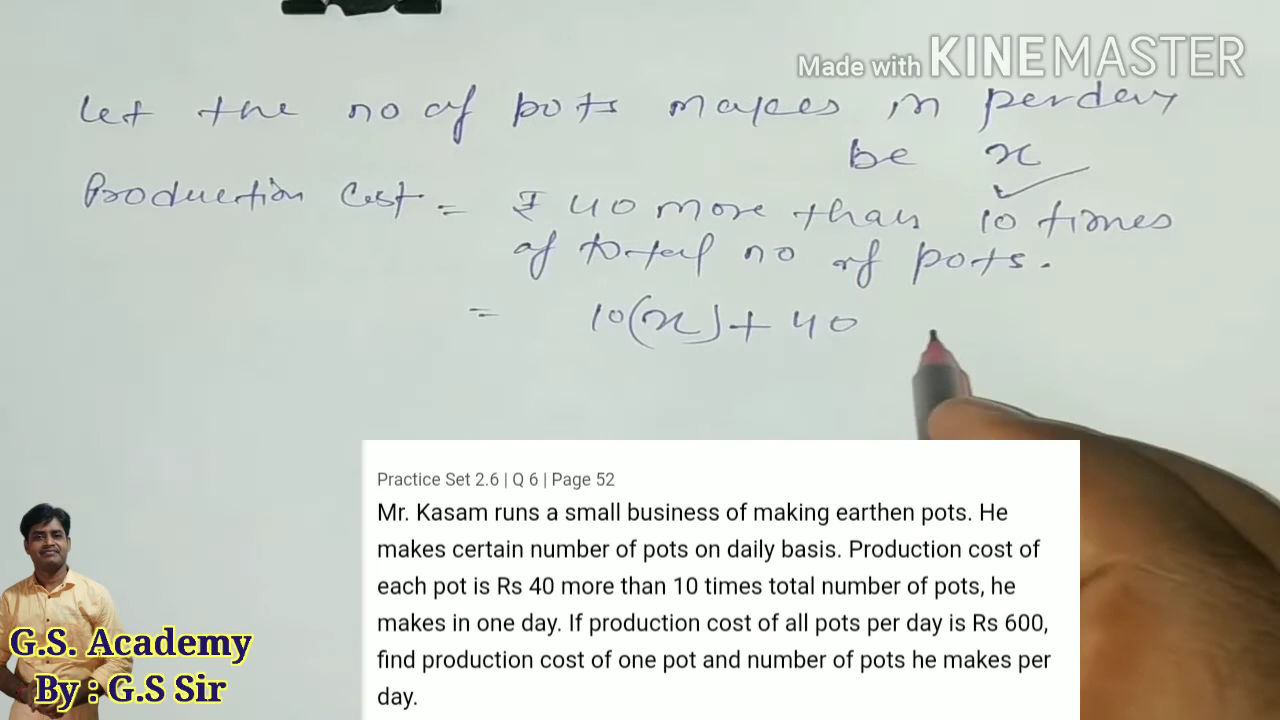 Made with KINEMASTER
Let the no of pots makes in per day
be x
Production Cost = ₹ 40 more than 10 times
of total no of pots.
= 10(x) + 40
Practice Set 2.6 | Q 6 | Page 52
Mr. Kasam runs a small business of making earthen pots. He
makes certain number of pots on daily basis. Production cost of
each pot is Rs 40 more than 10 times total number of pots, he
makes in one day. If production cost of all pots per day is Rs 600,
find production cost of one pot and number of pots he makes per
day.
G.S. Academy
By : G.S Sir